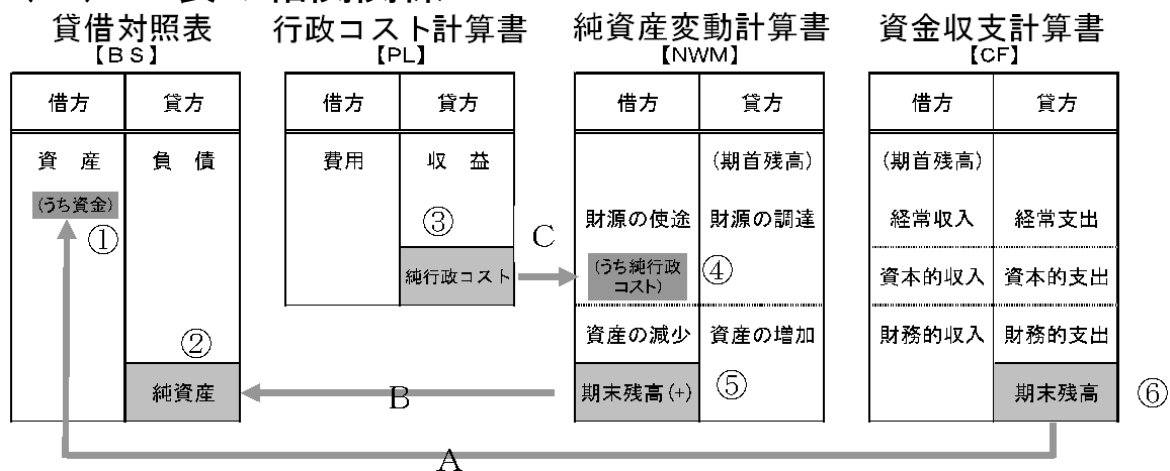 貸借対照表
【BS】
借方 貸方
資 産 負 債
(うち資金)
①
②
純資産
行政コスト計算書
【PL】
借方 貸方
費用 収 益
③
純行政コスト
C
純資産変動計算書
【NWM】
借方 貸方
(期首残高)
財源の使途 財源の調達
(うち純行政
コスト)
④
資産の減少 資産の増加
期末残高(+)
⑤
B
資金収支計算書
【CF】
借方 貸方
(期首残高)
経常収入 経常支出
資本的収入 資本的支出
財務的収入 財務的支出
期末残高
⑥
A